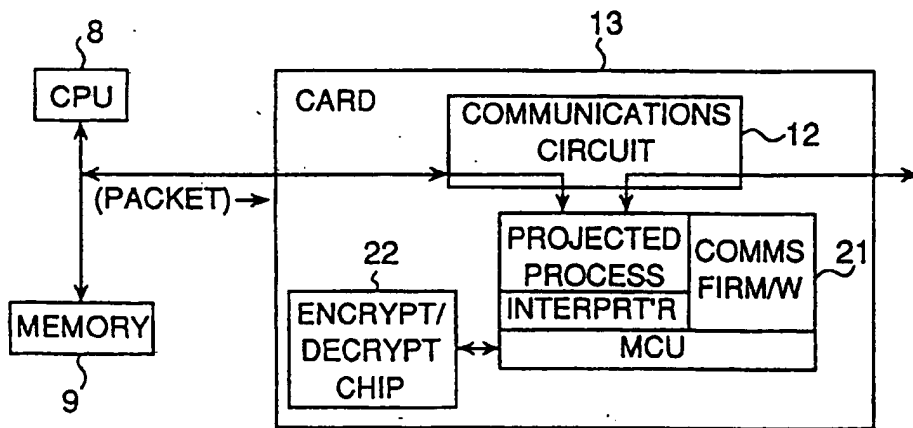 8
CPU
13
CARD
COMMUNICATIONS
CIRCUIT
12
(PACKET)
PROJECTED
PROCESS
COMMS
FIRM/W
21
INTERPRT'R
MCU
22
ENCRYPT/
DECRYPT
CHIP
MEMORY
9